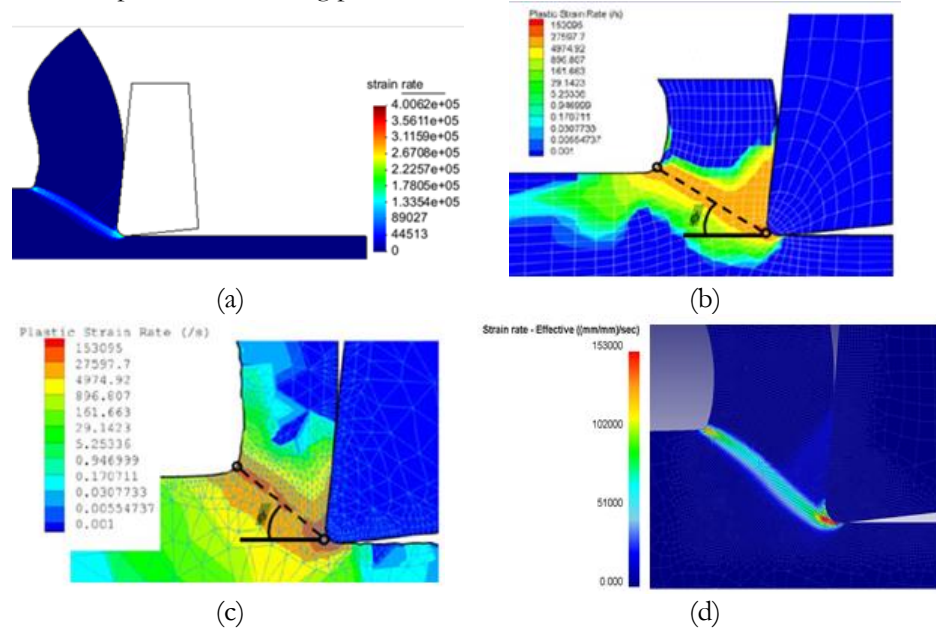 strain rate
4.0062e+05
3.5611e+05
3.1159e+05
2.6708e+05
2.2257e+05
1.7805e+05
1.3354e+05
89027
44513
0
(a)
Plastic Strain Rate (/s)
153095
27597.7
4974.92
896.807
161.663
29.1423
5.25336
0.946999
0.170711
0.0307733
0.00554737
0.001
(b)
Plastic Strain Rate (/s)
153095
27597.7
4974.92
896.807
161.663
29.1423
5.25336
0.946999
0.170711
0.0307733
0.00554737
0.001
(c)
Strain rate - Effective ((mm/mm)/sec)
153000
102000
51000
0.000
(d)